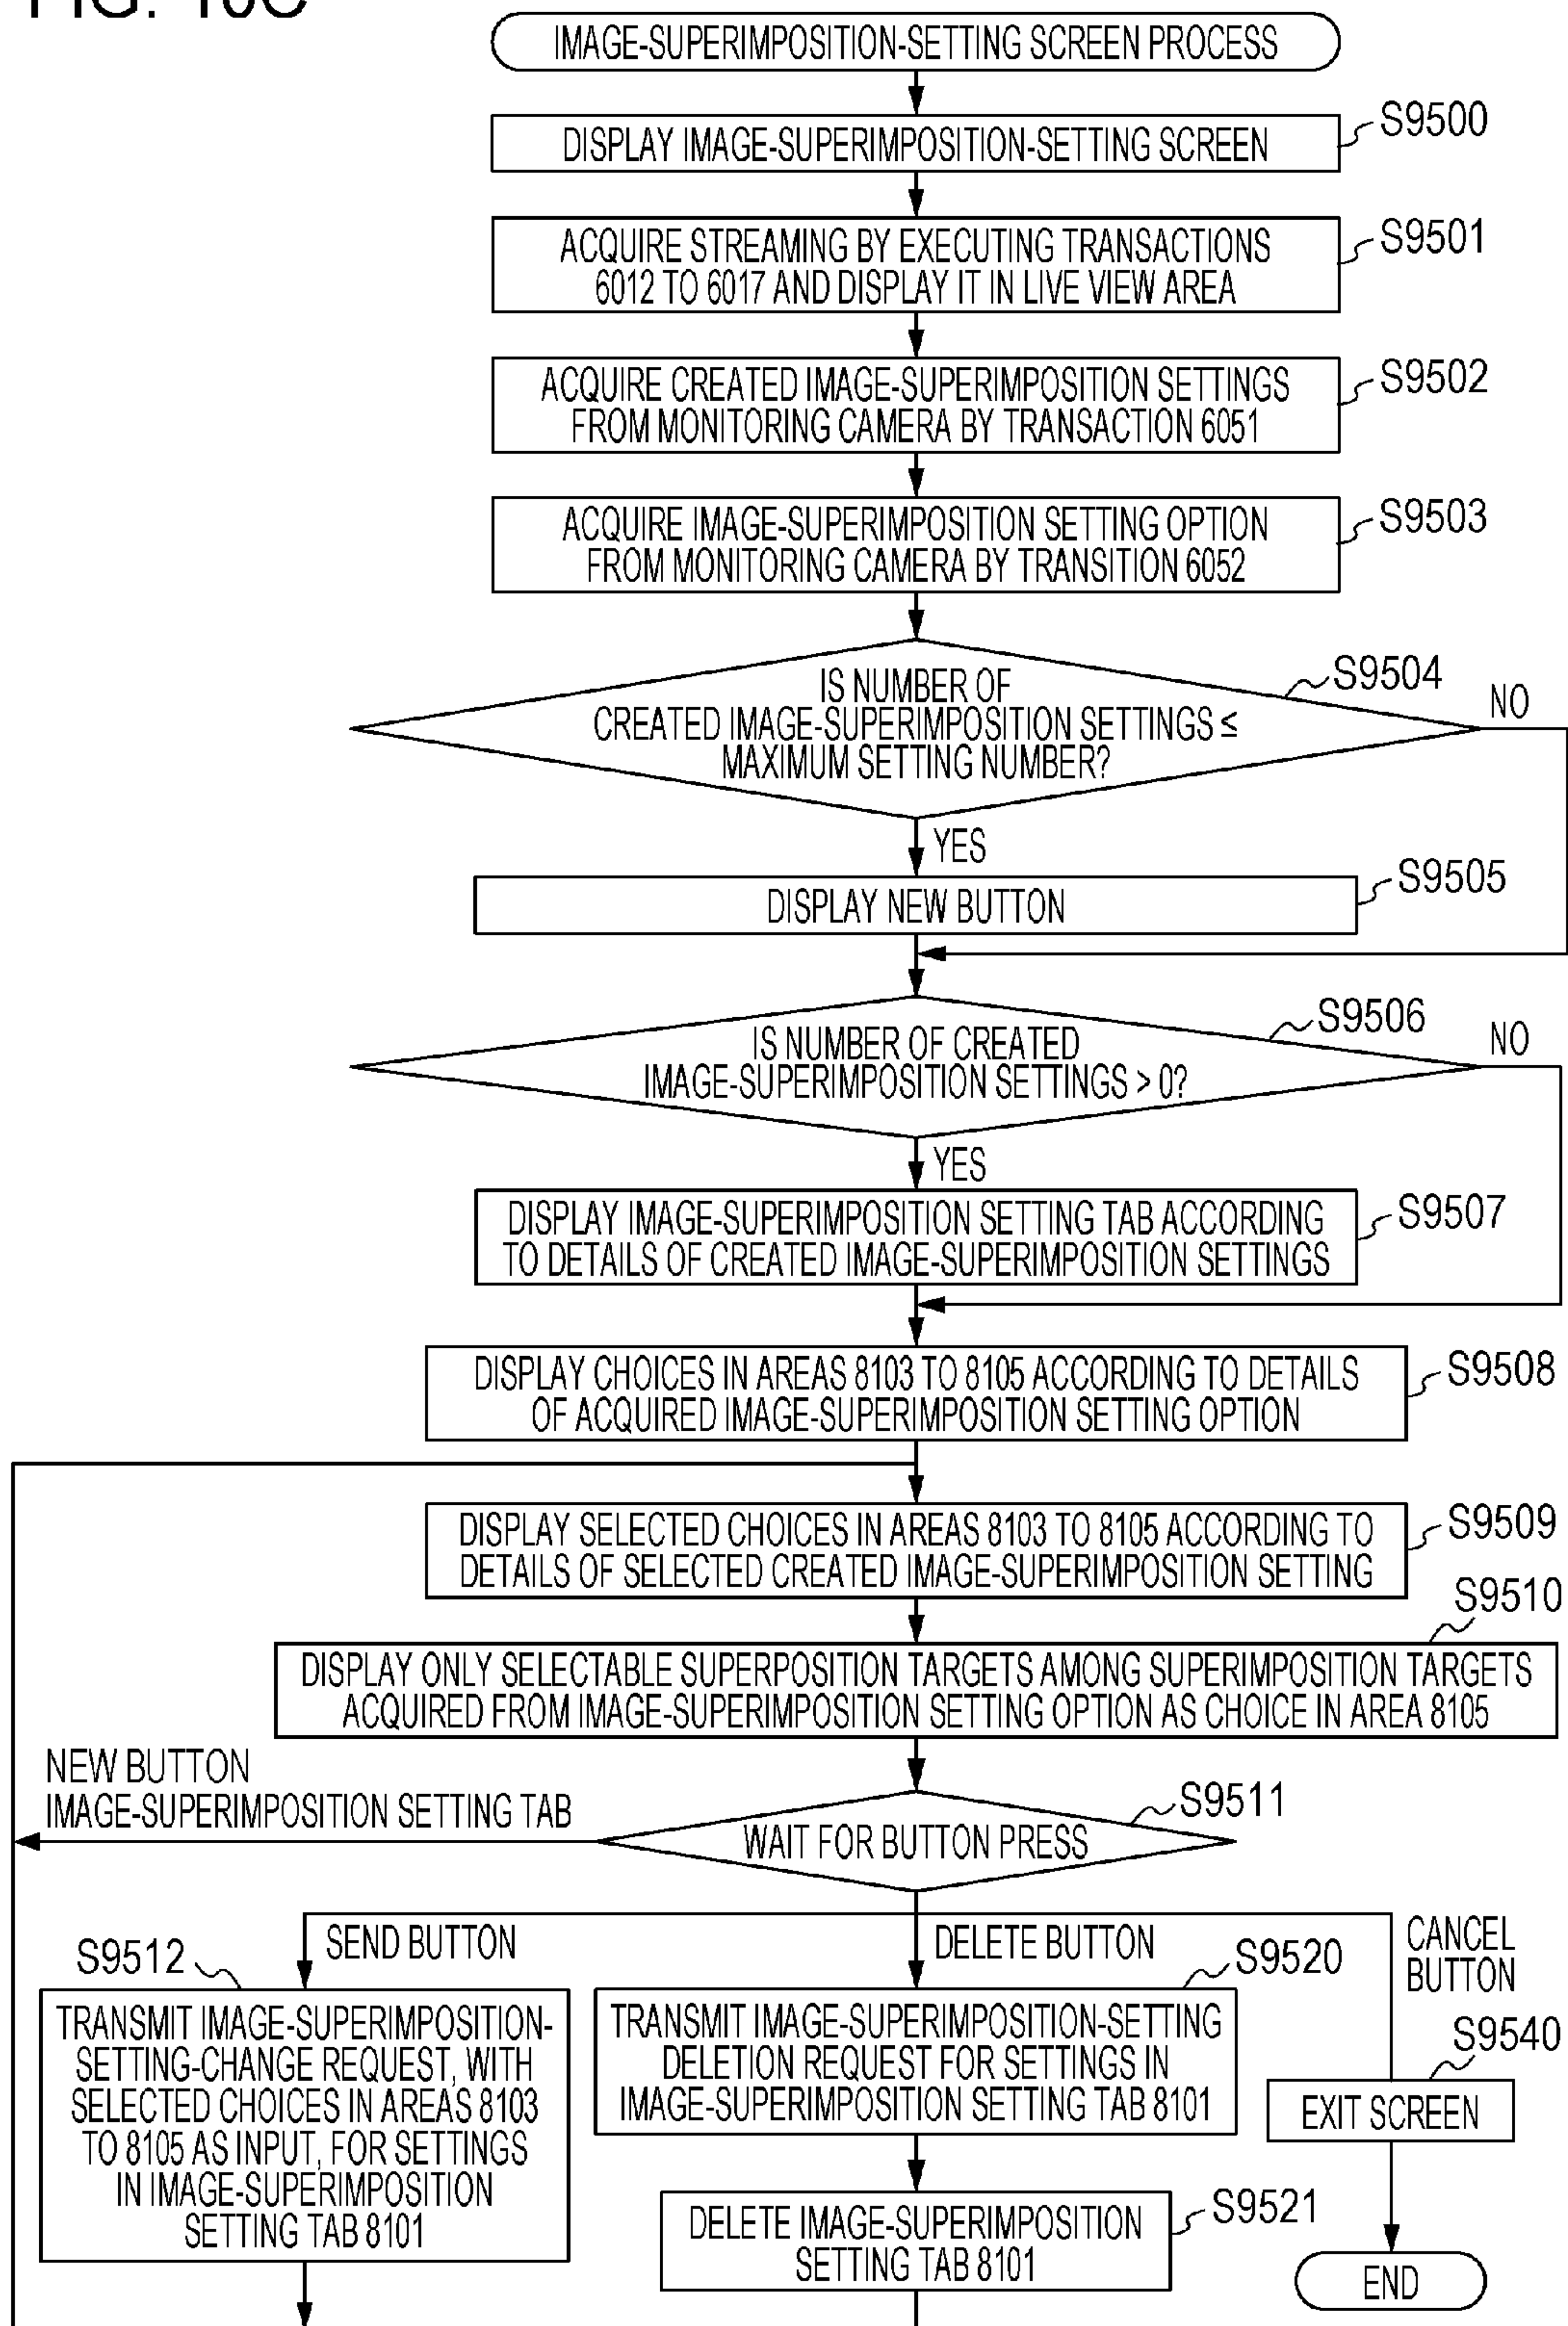 FIG.
IMAGE-SUPERIMPOSITION-SETTING SCREEN PROCESS
DISPLAY IMAGE-SUPERIMPOSITION-SETTING SCREEN
S9500
ACQUIRE STREAMING BY EXECUTING TRANSACTIONS
6012 TO 6017 AND DISPLAY IT IN LIVE VIEW AREA
S9501
ACQUIRE CREATED IMAGE-SUPERIMPOSITION SETTINGS
FROM MONITORING CAMERA BY TRANSACTION 6051
S9502
ACQUIRE IMAGE-SUPERIMPOSITION SETTING OPTION
FROM MONITORING CAMERA BY TRANSITION 6052
S9503
IS NUMBER OF
CREATED IMAGE-SUPERIMPOSITION SETTINGS ≤
MAXIMUM SETTING NUMBER?
S9504
NO
YES
DISPLAY NEW BUTTON
S9505
IS NUMBER OF CREATED
IMAGE-SUPERIMPOSITION SETTINGS > 0?
S9506
NO
YES
DISPLAY IMAGE-SUPERIMPOSITION SETTING TAB ACCORDING
TO DETAILS OF CREATED IMAGE-SUPERIMPOSITION SETTINGS
S9507
DISPLAY CHOICES IN AREAS 8103 TO 8105 ACCORDING TO DETAILS
OF ACQUIRED IMAGE-SUPERIMPOSITION SETTING OPTION
S9508
DISPLAY SELECTED CHOICES IN AREAS 8103 TO 8105 ACCORDING TO
DETAILS OF SELECTED CREATED IMAGE-SUPERIMPOSITION SETTING
S9509
S9510
DISPLAY ONLY SELECTABLE SUPERPOSITION TARGETS AMONG SUPERIMPOSITION TARGETS
ACQUIRED FROM IMAGE-SUPERIMPOSITION SETTING OPTION AS CHOICE IN AREA 8105
NEW BUTTON
IMAGE-SUPERIMPOSITION SETTING TAB
S9511
WAIT FOR BUTTON PRESS
SEND BUTTON
DELETE BUTTON
CANCEL
BUTTON
S9512
TRANSMIT IMAGE-SUPERIMPOSITION-
SETTING-CHANGE REQUEST, WITH
SELECTED CHOICES IN AREAS 8103
TO 8105 AS INPUT, FOR SETTINGS
IN IMAGE-SUPERIMPOSITION
SETTING TAB 8101
S9520
TRANSMIT IMAGE-SUPERIMPOSITION-SETTING
DELETION REQUEST FOR SETTINGS IN
IMAGE-SUPERIMPOSITION SETTING TAB 8101
S9540
EXIT SCREEN
S9521
DELETE IMAGE-SUPERIMPOSITION
SETTING TAB 8101
END